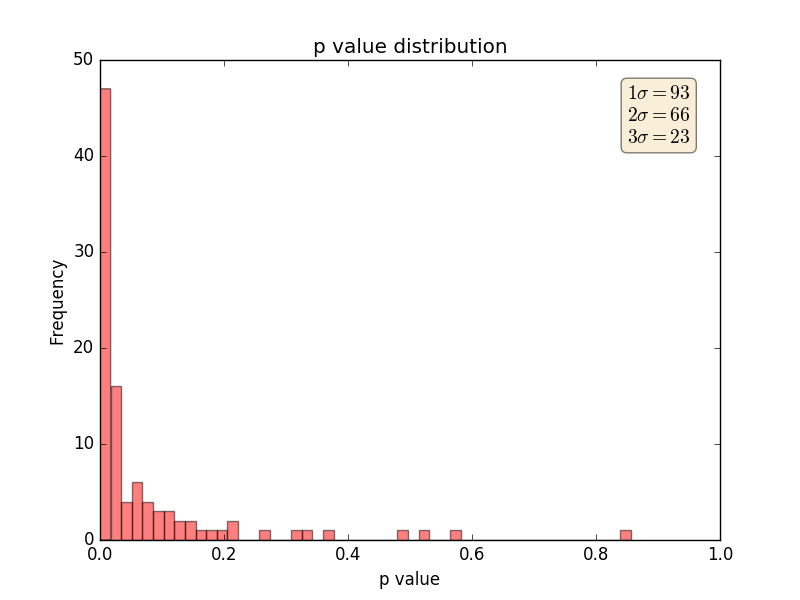 p value distribution
1σ = 93
2σ = 66
3σ = 23
50
40
30
20
10
0
Frequency
0.0 0.2 0.4 0.6 0.8 1.0
p value